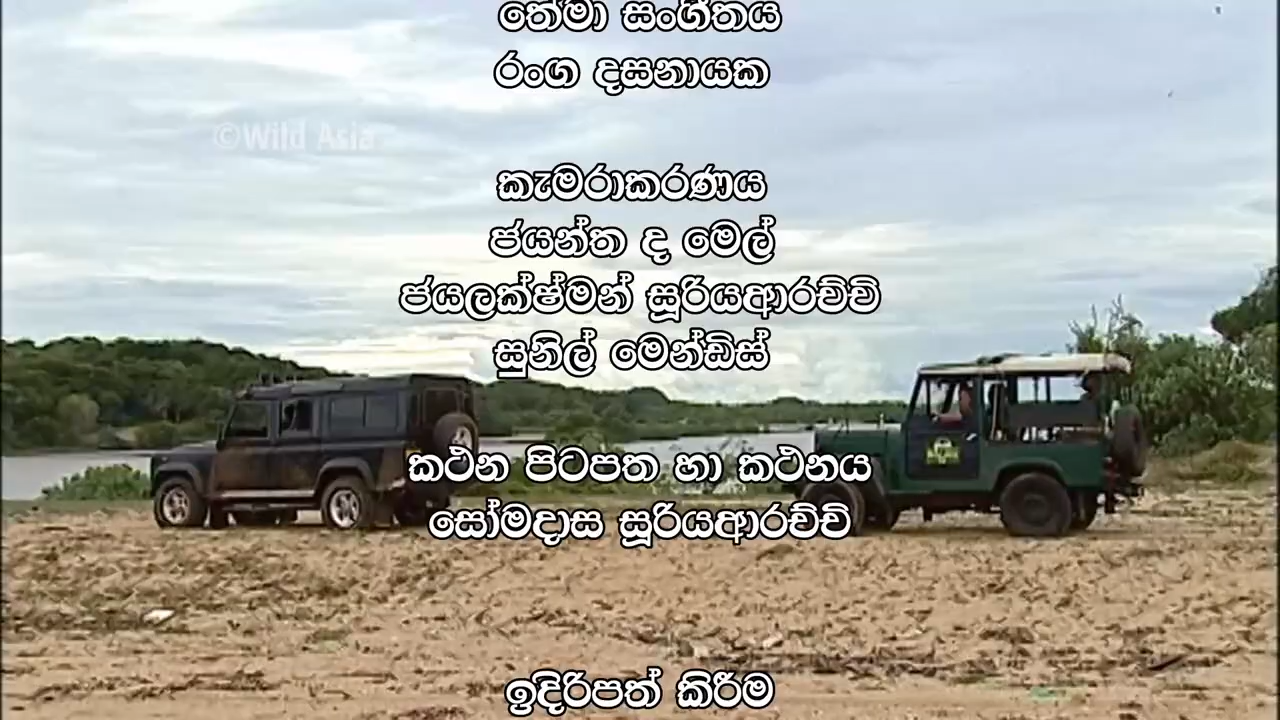 තේමා සංගීතය
රංග දසනායක
©Wild Asia
කැමරාකරණය
ජයන්ත ද මෙල්
ජයලක්ෂ්මන් සූරියආරච්චි
සුනිල් මෙන්ඩිස්
කථන පිටපත හා කථනය
සෝමදාස සූරියආරච්චි
ඉදිරිපත් කිරීම